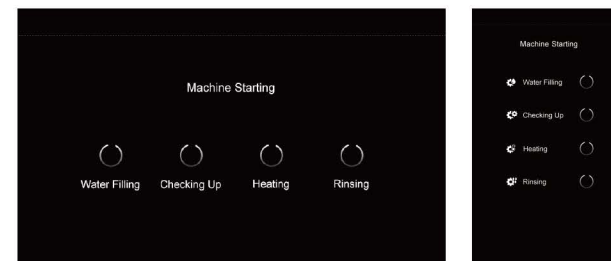 Machine Starting
Water Filling Checking Up Heating Rinsing
Machine Starting
Water Filling
Checking Up
Heating
Rinsing